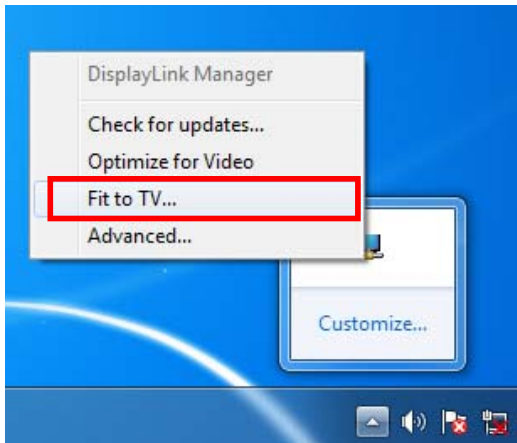 DisplayLink Manager
Check for updates...
Optimize for Video
Fit to TV...
Advanced...
Customize...